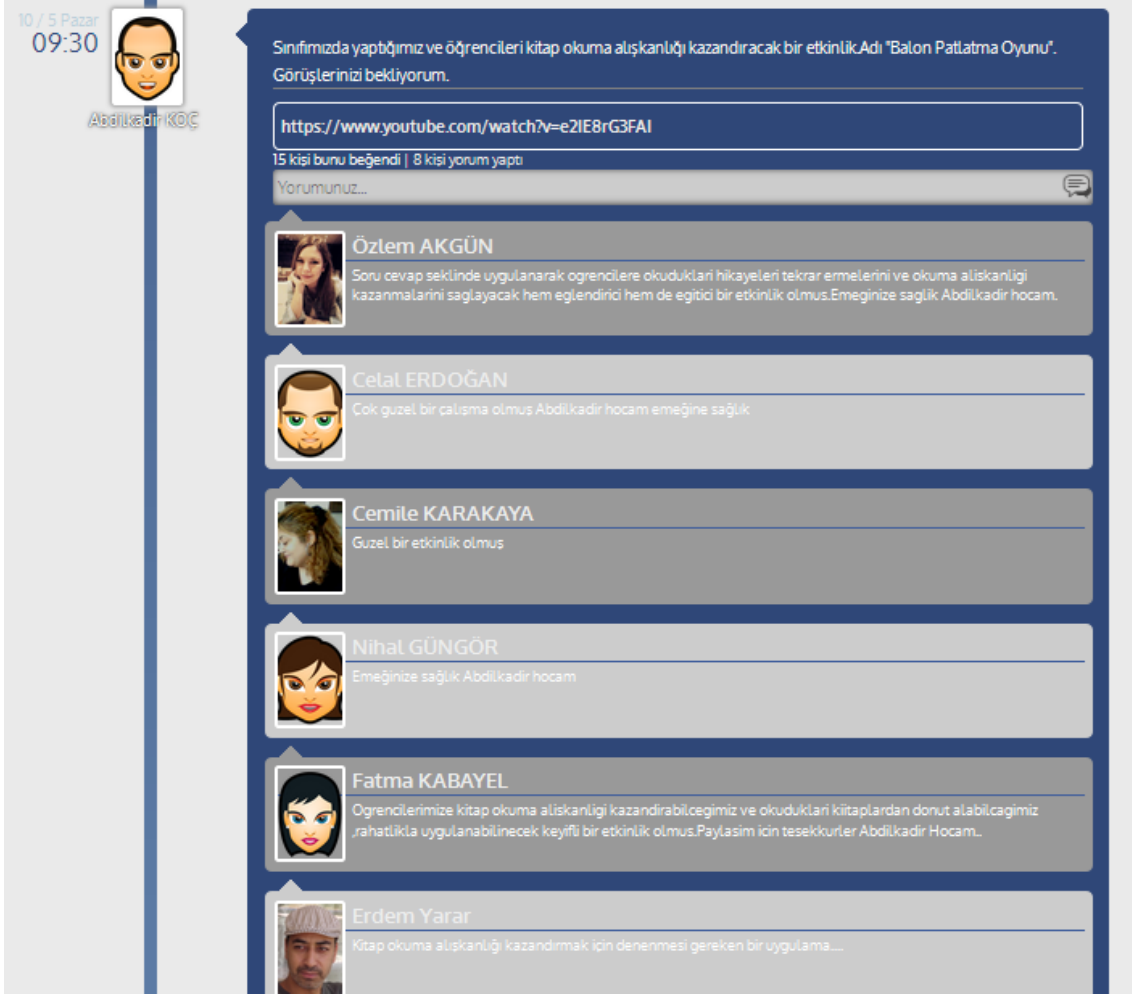 10 / 5 Pazar
09:30
Abdilkadir KOÇ
Sınıfımızda yaptığımız ve öğrencileri kitap okuma alışkanlığı kazandıracak bir etkinlik.Adı "Balon Patlatma Oyunu".
Görüşlerinizi bekliyorum.
https://www.youtube.com/watch?v=e2IE8rG3FAI
15 kişi bunu beğendi | 8 kişi yorum yaptı
Yorumunuz...
Özlem AKGÜN
Soru cevap seklinde uygulanarak ogrencilere okuduklari hikayeleri tekrar ermelerini ve okuma aliskanligi
kazanmalarini saglayacak hem eglendirici hem de egitici bir etkinlik olmus.Emeginize saglik Abdilkadir hocam.
Celal ERDOĞAN
Çok guzel bir çalışma olmuş Abdilkadir hocam emeğine sağlık
Cemile KARAKAYA
Guzel bir etkinlik olmuş
Nihal GÜNGÖR
Emeğinize sağlık Abdilkadir hocam
Fatma KABAYEL
Ogrencilerimize kitap okuma aliskanligi kazandirabilcegimiz ve okuduklari kiitaplardan donut alabilcagimiz
,rahatlikla uygulanabilinecek keyifli bir etkinlik olmus.Paylasim icin tesekkurler Abdilkadir Hocam..
Erdem Yarar
Kitap okuma alışkanlığı kazandırmak için denenmesi gereken bir uygulama....